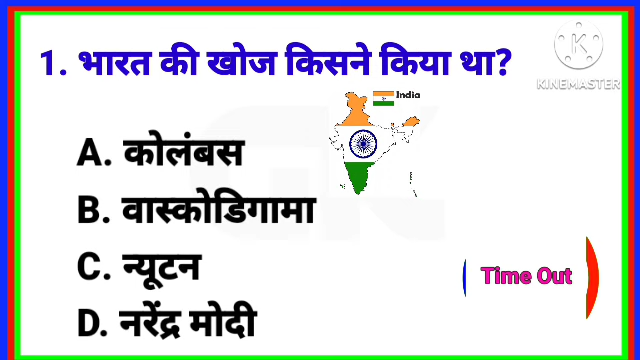 KINEMASTER
1. भारत की खोज किसने किया था?
India
A. कोलंबस
B. वास्कोडिगामा
C. न्यूटन
D. नरेंद्र मोदी
Time Out